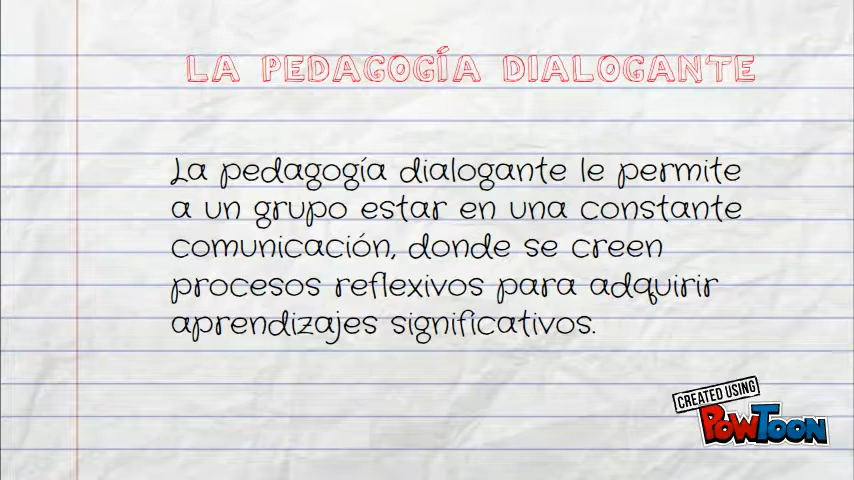 LA PEDAGOGÍA DIALOGANTE
La pedagogía dialogante le permite
a un grupo estar en una constante
comunicación, donde se creen
procesos reflexivos para adquirir
aprendizajes significativos.
CREATED USING
POWTOON